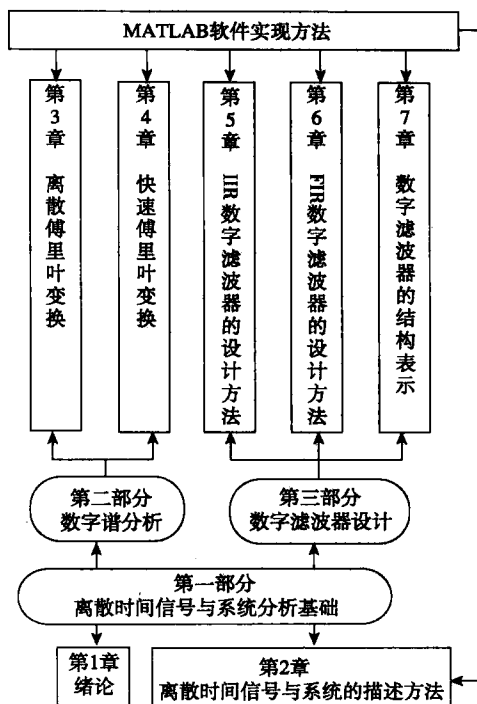 MATLAB软件实现方法
第3章 离散傅里叶变换
第4章 快速傅里叶变换
第5章 IIR数字滤波器的设计方法
第6章 FIR数字滤波器的设计方法
第7章 数字滤波器的结构表示
第二部分
数字谱分析
第三部分
数字滤波器设计
第一部分
离散时间信号与系统分析基础
第1章
绪论
第2章
离散时间信号与系统的描述方法